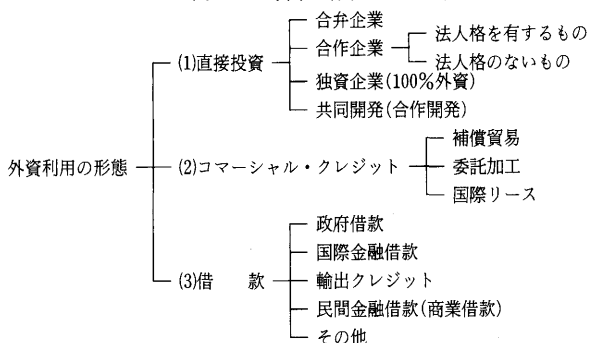 合弁企業
合作企業
法人格を有するもの
法人格のないもの
(1)直接投資
独資企業(100%外資)
共同開発(合作開発)
補償貿易
外資利用の形態
(2)コマーシャル・クレジット
委託加工
国際リース
政府借款
国際金融借款
(3)借　款
輸出クレジット
民間金融借款(商業借款)
その他